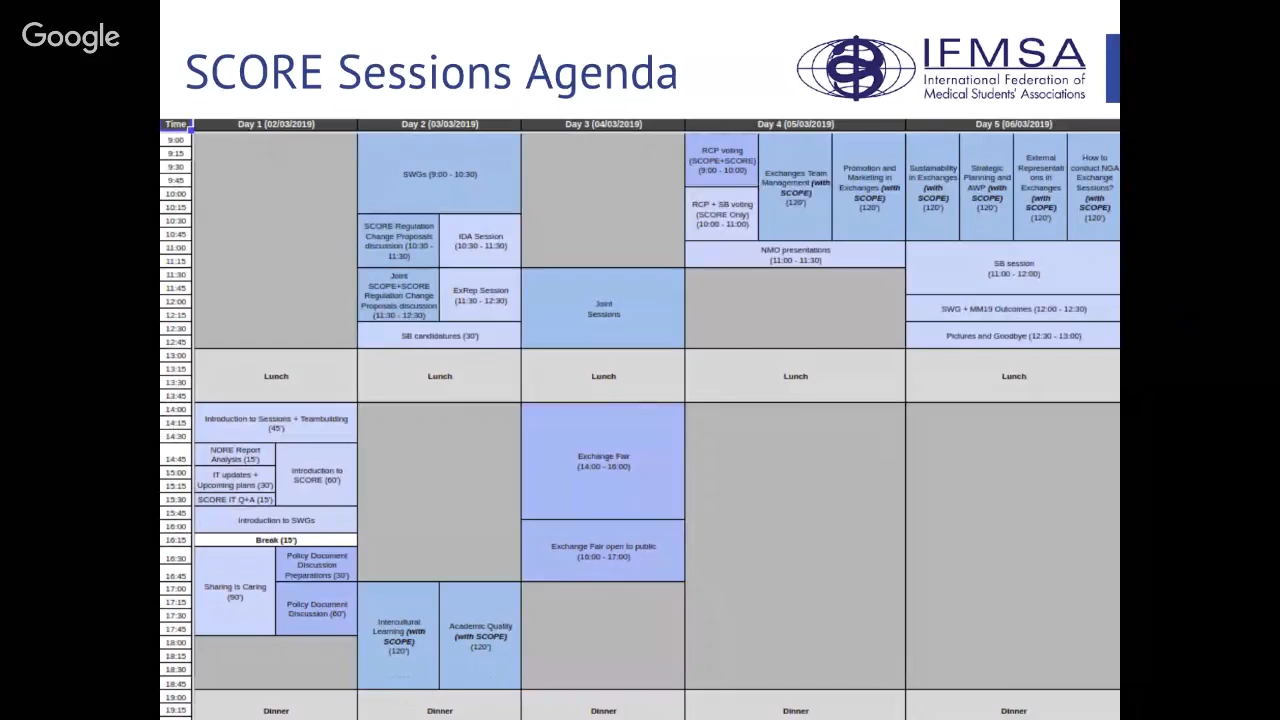 Google
SCORE Sessions Agenda
IFMSA
International Federation of
Medical Students' Associations
Time
Day 1 (02/03/2019)
Day 2 (03/03/2019)
Day 3 (04/03/2019)
Day 4 (05/03/2019)
Day 5 (06/03/2019)
9:00
9:15
9:30
9:45
10:00
10:15
10:30
10:45
11:00
11:15
11:30
11:45
12:00
12:15
12:30
12:45
13:00
13:15
13:30
13:45
14:00
14:15
14:30
14:45
15:00
15:15
15:30
15:45
16:00
16:15
16:30
16:45
17:00
17:15
17:30
17:45
18:00
18:15
18:30
18:45
19:00
19:15
Lunch
Introduction to Sessions + Teambuilding
(45')
NORE Report
Analysis (15')
IT updates +
Upcoming plans (30')
SCORE IT Q+A (15')
Introduction to
SCORE (60')
Introduction to SWGs
Break (15')
Sharing is Caring
(90')
Policy Document
Discussion
Preparations (30')
Policy Document
Discussion (60')
Dinner
SWGs (9:00 - 10:30)
SCORE Regulation
Change Proposals
discussion (10:30 -
11:30)
IDA Session
(10:30 - 11:30)
Joint
SCOPE+SCORE
Regulation Change
Proposals discussion
(11:30 - 12:30)
ExRep Session
(11:30 - 12:30)
SB candidatures (30')
Lunch
Intercultural
Learning (with
SCOPE)
(120')
Academic Quality
(with SCOPE)
(120')
Dinner
Joint
Sessions
Lunch
Exchange Fair
(14:00 - 16:00)
Exchange Fair open to public
(16:00 - 17:00)
Dinner
RCP voting
(SCOPE+SCORE)
(9:00 - 10:00)
RCP + SB voting
(SCORE Only)
(10:00 - 11:00)
Exchanges Team
Management (with
SCOPE)
(120')
Promotion and
Marketing in
Exchanges (with
SCOPE)
(120')
NMO presentations
(11:00 - 11:30)
Lunch
Dinner
Sustainability
in Exchanges
(with
SCOPE)
(120')
Strategic
Planning and
AWP (with
SCOPE)
(120')
External
Representati
ons in
Exchanges
(with
SCOPE)
(120')
How to
conduct NGA
Exchange
Sessions?
(with
SCOPE)
(120')
SB session
(11:00 - 12:00)
SWG + MM19 Outcomes (12:00 - 12:30)
Pictures and Goodbye (12:30 - 13:00)
Lunch
Dinner